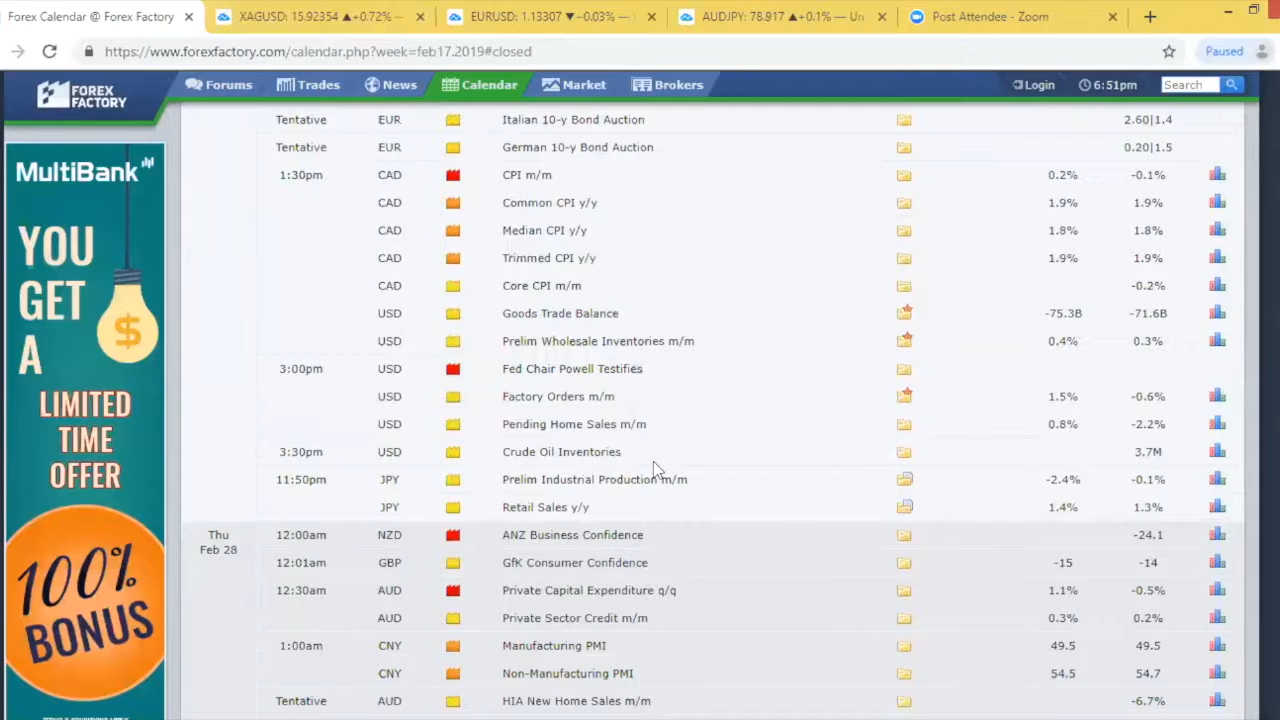 Forex Calendar @ Forex Factory
XAGUSD: 15.92354 ▲+0.72% —
EURUSD: 1.13307 ▼−0.03% —
AUDJPY: 78.917 ▲+0.1% — Un
Post Attendee - Zoom
https://www.forexfactory.com/calendar.php?week=feb17.2019#closed
Paused
FOREX FACTORY
Forums Trades News Calendar Market Brokers Login 6:51pm Search
Tentative EUR Italian 10-y Bond Auction 2.60|1.4
Tentative EUR German 10-y Bond Auction 0.20|1.5
1:30pm CAD CPI m/m 0.2% -0.1%
CAD Common CPI y/y 1.9% 1.9%
CAD Median CPI y/y 1.8% 1.8%
CAD Trimmed CPI y/y 1.9% 1.9%
CAD Core CPI m/m -0.2%
USD Goods Trade Balance -75.3B -71.6B
USD Prelim Wholesale Inventories m/m 0.4% 0.3%
3:00pm USD Fed Chair Powell Testifies
USD Factory Orders m/m 1.5% -0.6%
USD Pending Home Sales m/m 0.8% -2.2%
3:30pm USD Crude Oil Inventories 3.7M
11:50pm JPY Prelim Industrial Production m/m -2.4% -0.1%
JPY Retail Sales y/y 1.4% 1.3%
Thu Feb 28 12:00am NZD ANZ Business Confidence -24.1
12:01am GBP GfK Consumer Confidence -15 -14
12:30am AUD Private Capital Expenditure q/q 1.1% -0.5%
AUD Private Sector Credit m/m 0.3% 0.2%
1:00am CNY Manufacturing PMI 49.5 49.5
CNY Non-Manufacturing PMI 54.5 54.7
Tentative AUD HIA New Home Sales m/m -6.7%
MultiBank
YOU
GET
A
$
LIMITED
TIME
OFFER
100%
BONUS